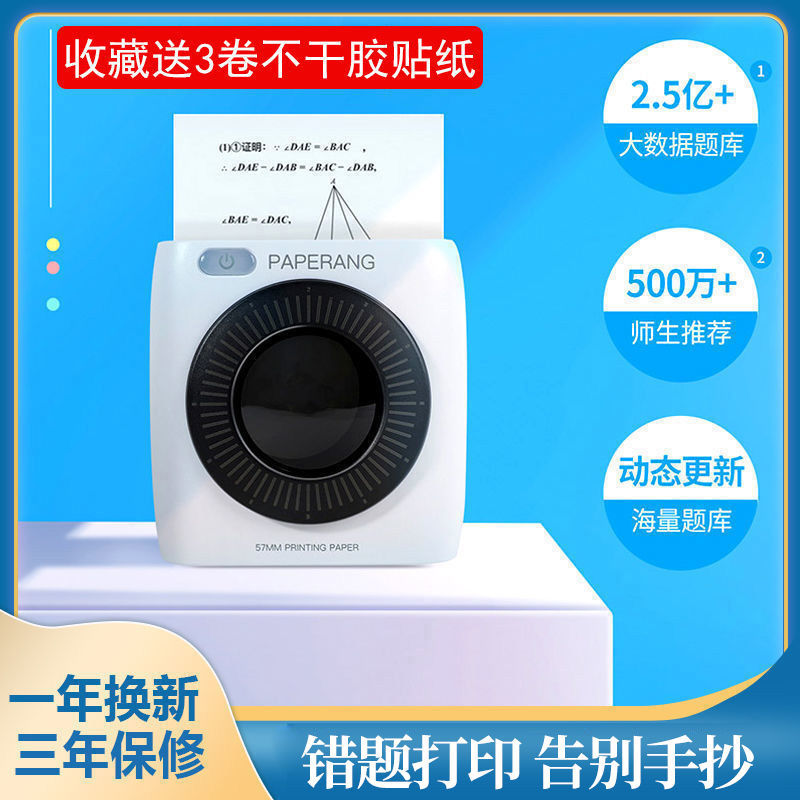 收藏送3卷不干胶贴纸
2.5亿+
1
大数据题库
(1)①证明：∵ ∠DAE = ∠BAC ，
∴ ∠DAE − ∠DAB = ∠BAC − ∠DAB,
A
∠BAE = ∠DAC,
PAPERANG
500万+
2
师生推荐
动态更新
海量题库
57MM PRINTING PAPER
一年换新
三年保修
错题打印 告别手抄